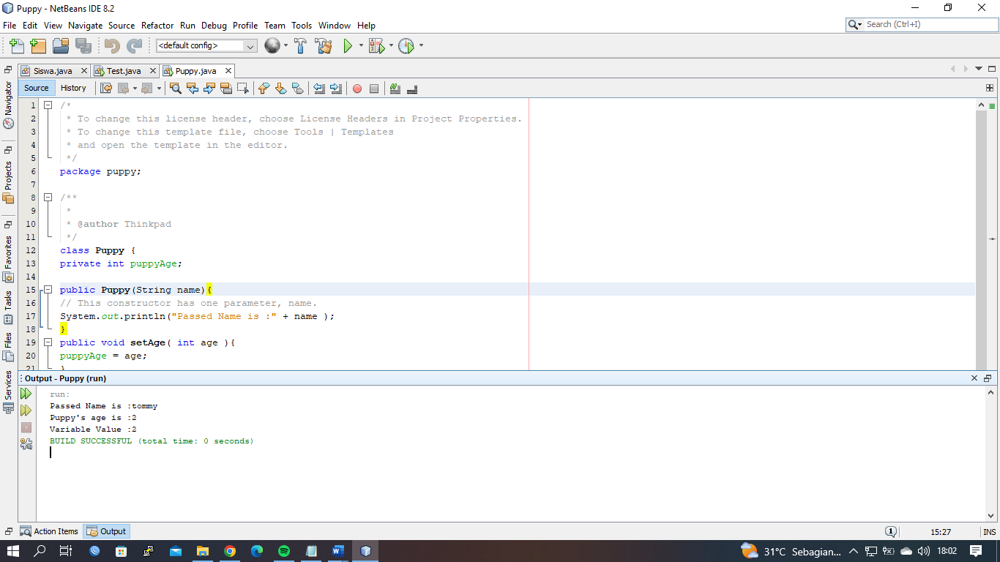 Puppy - NetBeans IDE 8.2
File Edit View Navigate Source Refactor Run Debug Profile Team Tools Window Help
Search (Ctrl+I)
<default config>
Siswa.java Test.java Puppy.java
Source History
Navigator
Projects
Favorites
Tasks
Files
Services
1 /*
2 * To change this license header, choose License Headers in Project Properties.
3 * To change this template file, choose Tools | Templates
4 * and open the template in the editor.
5 */
6 package puppy;
7
8 /**
9 *
10 * @author Thinkpad
11 */
12 class Puppy {
13 private int puppyAge;
14
15 public Puppy(String name){
16 // This constructor has one parameter, name.
17 System.out.println("Passed Name is :" + name );
18 }
19 public void setAge( int age ){
20 puppyAge = age;
21 }
Output - Puppy (run)
run:
Passed Name is :tommy
Puppy's age is :2
Variable Value :2
BUILD SUCCESSFUL (total time: 0 seconds)
Action Items Output
1 15:27 INS
31°C Sebagian... 18:02